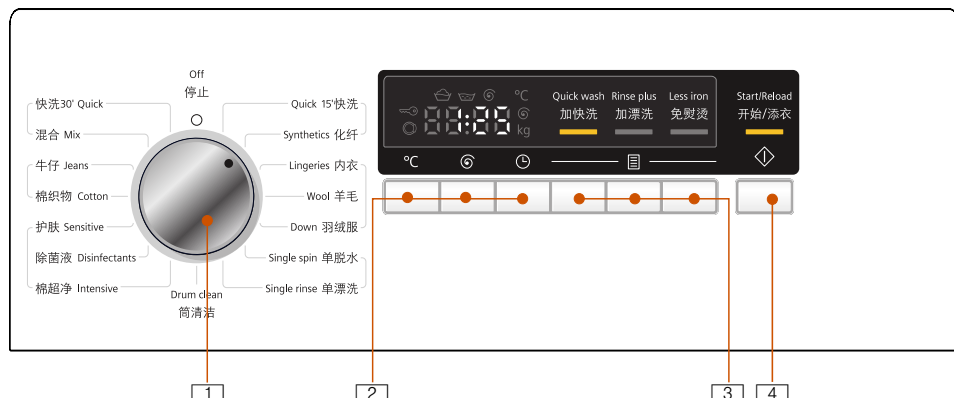 Off
停止
快洗30' Quick
混合 Mix
牛仔 Jeans
棉织物 Cotton
护肤 Sensitive
除菌液 Disinfectants
棉超净 Intensive
Quick 15'快洗
Synthetics 化纤
Lingeries 内衣
Wool 羊毛
Down 羽绒服
Single spin 单脱水
Single rinse 单漂洗
Drum clean
筒清洁
°C
1:25
kg
Quick wash
加快洗
Rinse plus
加漂洗
Less iron
免熨烫
Start/Reload
开始/添衣
°C
1
2
3
4